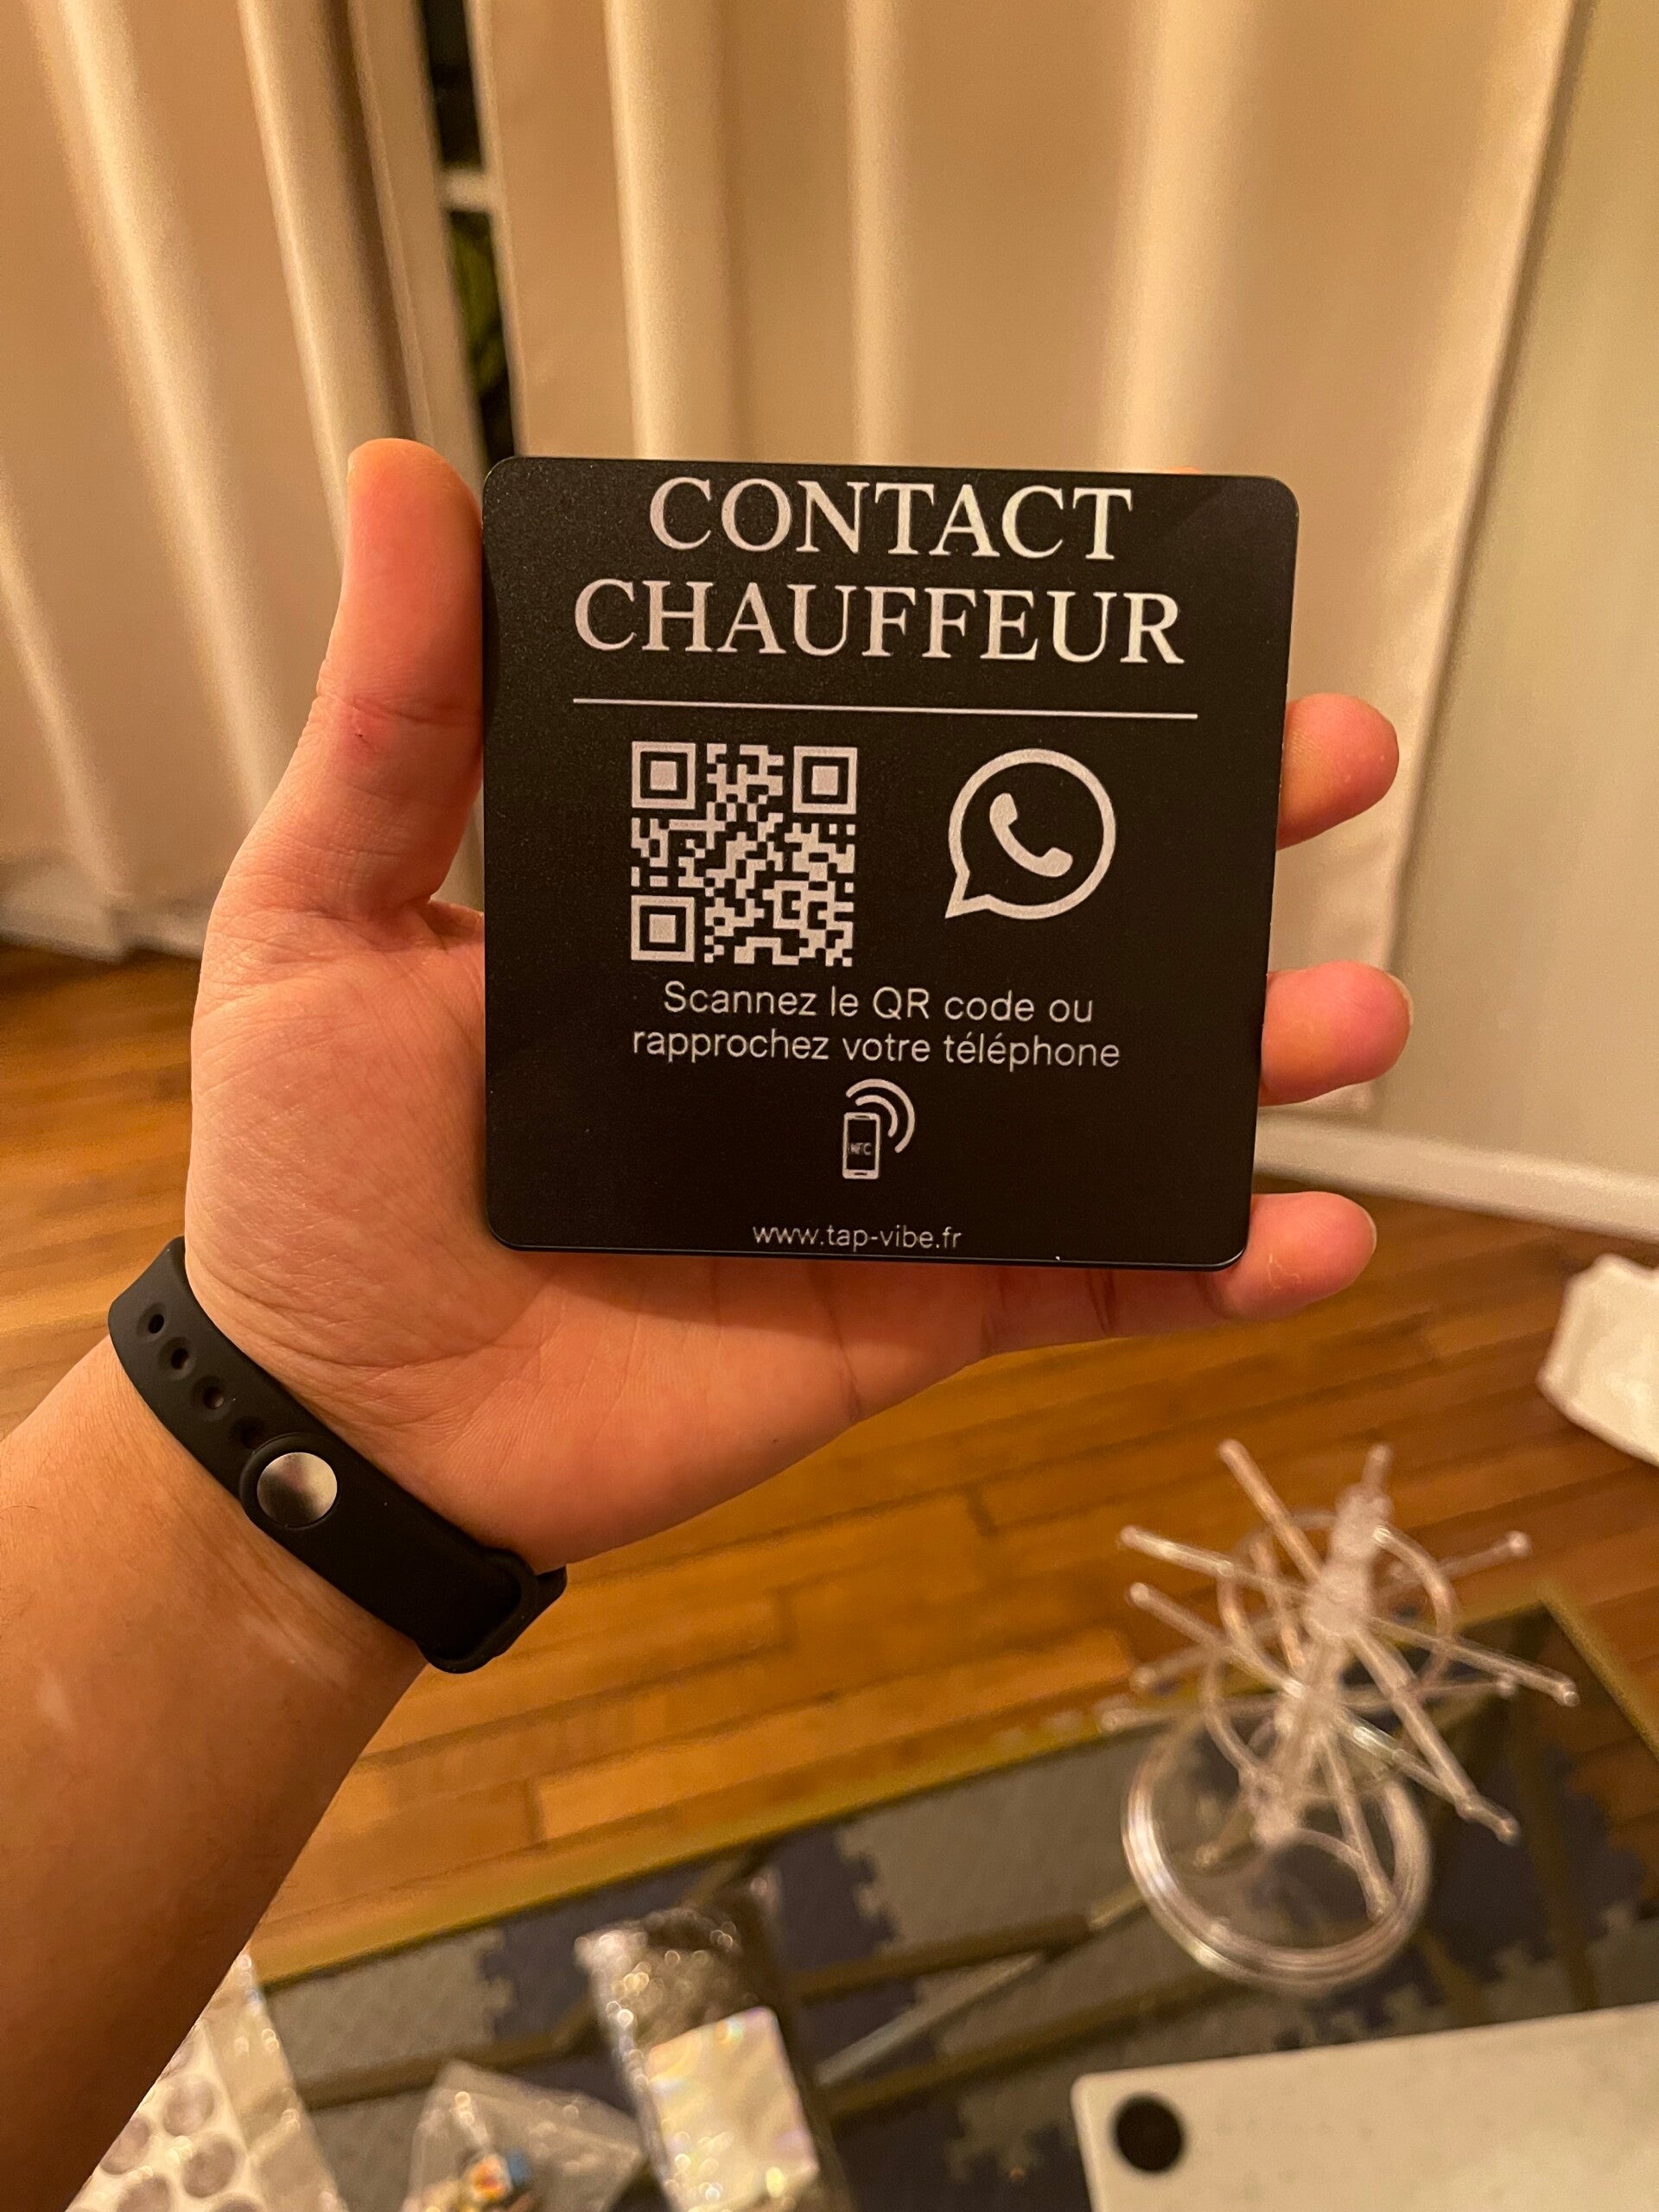 CONTACT
CHAUFFEUR
Scannez le QR code ou
rapprochez votre téléphone
NFC
www.tap-vibe.fr